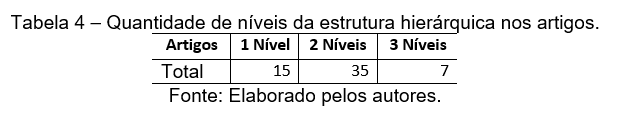 Tabela 4 – Quantidade de níveis da estrutura hierárquica nos artigos.
Artigos 1 Nível 2 Níveis 3 Níveis
Total 15 35 7
Fonte: Elaborado pelos autores.